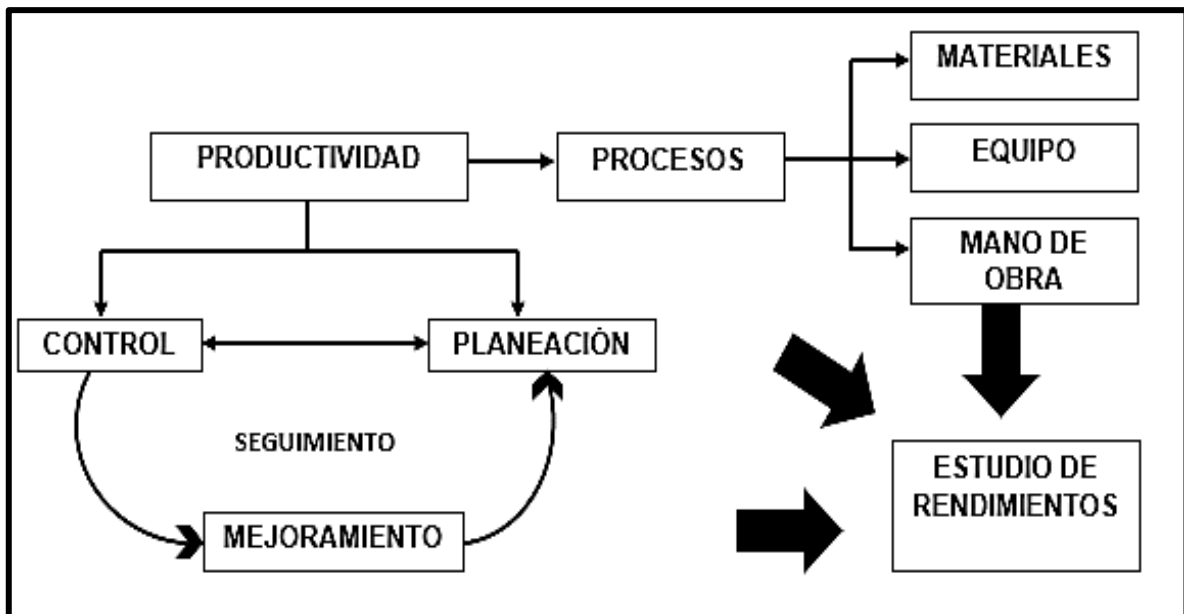 MATERIALES
PRODUCTIVIDAD
PROCESOS
EQUIPO
MANO DE
OBRA
CONTROL
PLANEACIÓN
SEGUIMIENTO
MEJORAMIENTO
ESTUDIO DE
RENDIMIENTOS